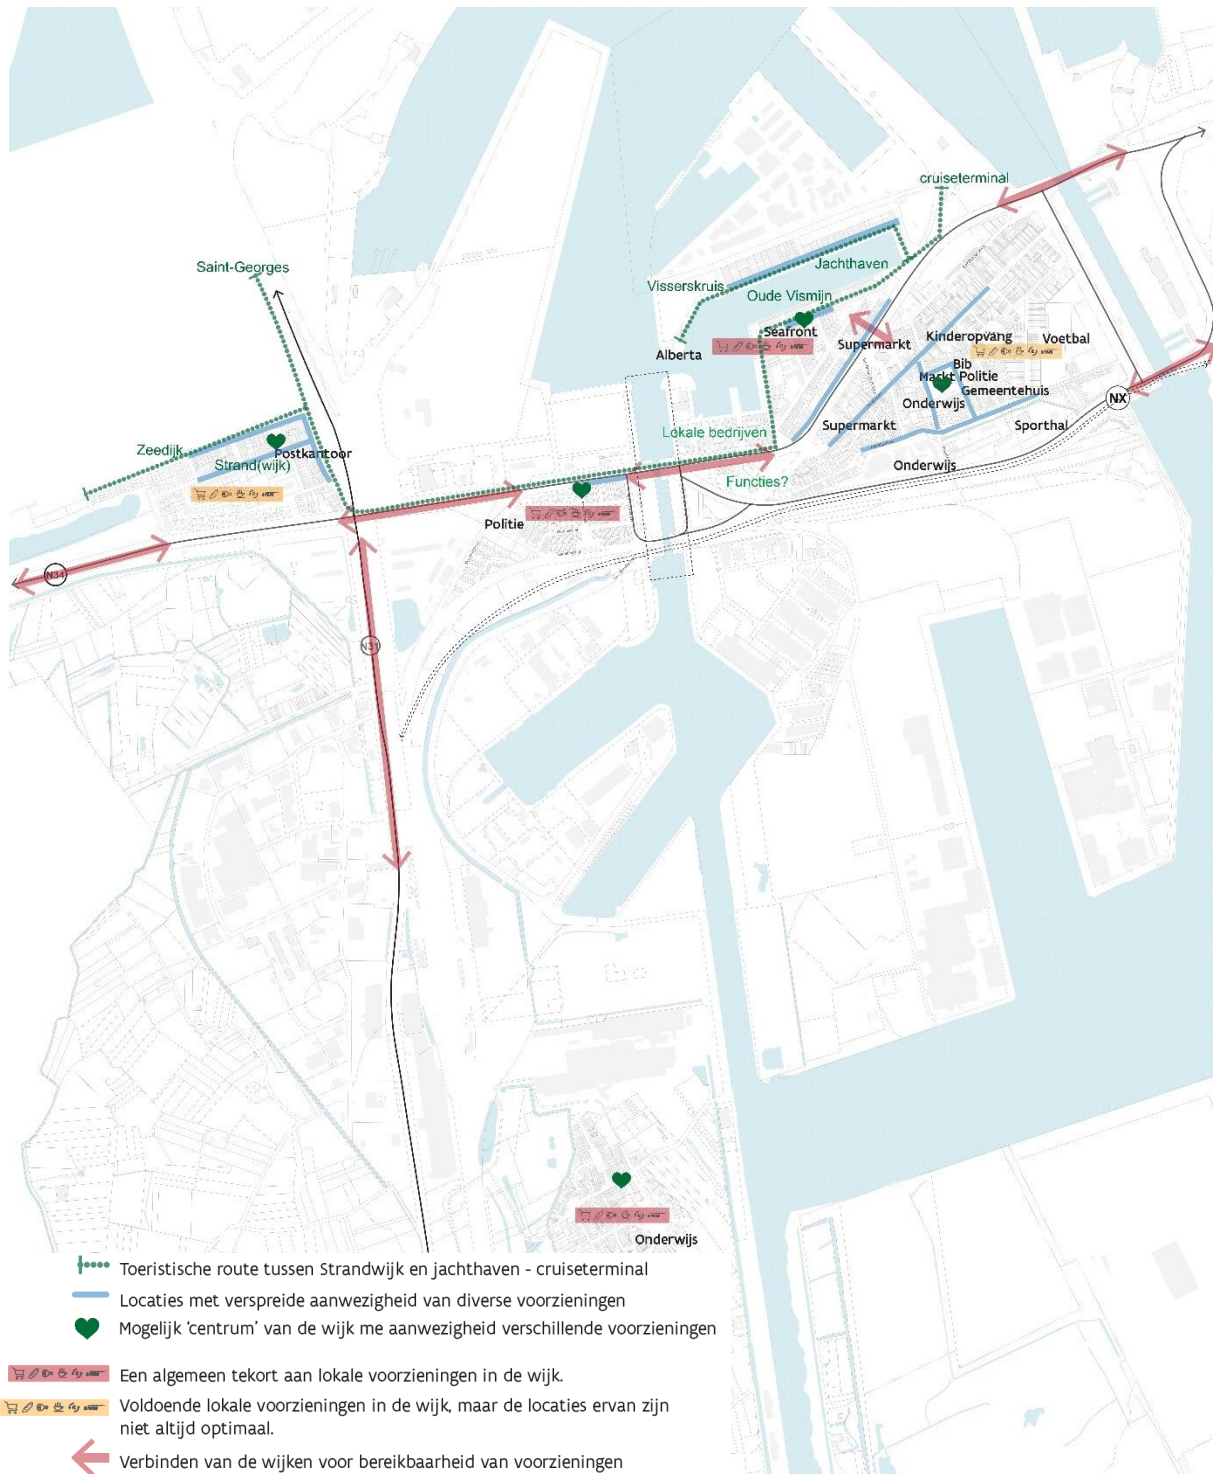 cruiseterminal
Saint-Georges
Jachthaven
Visserskruis
Oude Vismijn
Seafront
Kinderopvang
Voetbal
Supermarkt
Alberta
Bib
Markt
Politie
Gemeentehuis
Onderwijs
NX
Supermarkt
Sporthal
Lokale bedrijven
Zeedijk
Postkantoor
Strand(wijk)
Onderwijs
Functies?
Politie
N34
N31
Onderwijs
Toeristische route tussen Strandwijk en jachthaven - cruiseterminal
Locaties met verspreide aanwezigheid van diverse voorzieningen
Mogelijk ‘centrum’ van de wijk me aanwezigheid verschillende voorzieningen
Een algemeen tekort aan lokale voorzieningen in de wijk.
Voldoende lokale voorzieningen in de wijk, maar de locaties ervan zijn
niet altijd optimaal.
Verbinden van de wijken voor bereikbaarheid van voorzieningen